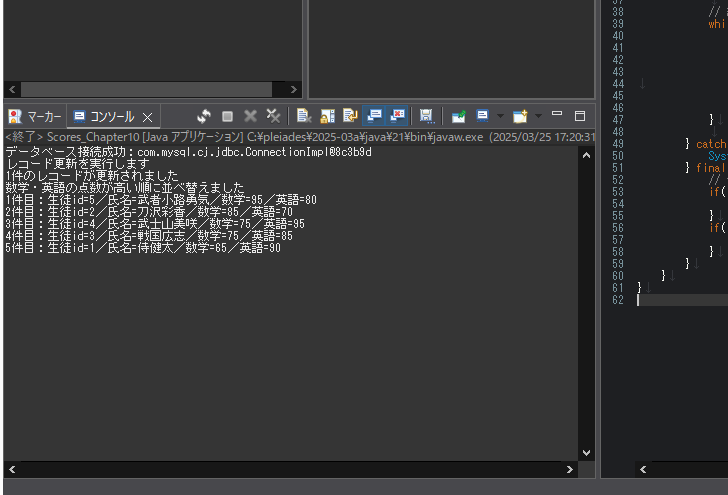 マーカー コンソール
<終了> Scores_Chapter10 [Java アプリケーション] C:¥pleiades¥2025-03a¥java¥21¥bin¥javaw.exe (2025/03/25 17:20:31
データベース接続成功：com.mysql.cj.jdbc.ConnectionImpl@8c3b9d
レコード更新を実行します
1件のレコードが更新されました
数学・英語の点数が高い順に並べ替えました
1件目：生徒id=5／氏名=武者小路勇気／数学=95／英語=80
2件目：生徒id=2／氏名=刀沢彩香／数学=85／英語=70
3件目：生徒id=4／氏名=武士山美咲／数学=75／英語=95
4件目：生徒id=3／氏名=戦国広志／数学=75／英語=85
5件目：生徒id=1／氏名=侍健太／数学=65／英語=90
38 //
39 whi
40
41
42
43
44
45
46
47 }
48
49 } catch
50 Sys
51 } final
52 //
53 if(
54
55 }
56 if(
57
58 }
59 }
60 }
61 }
62